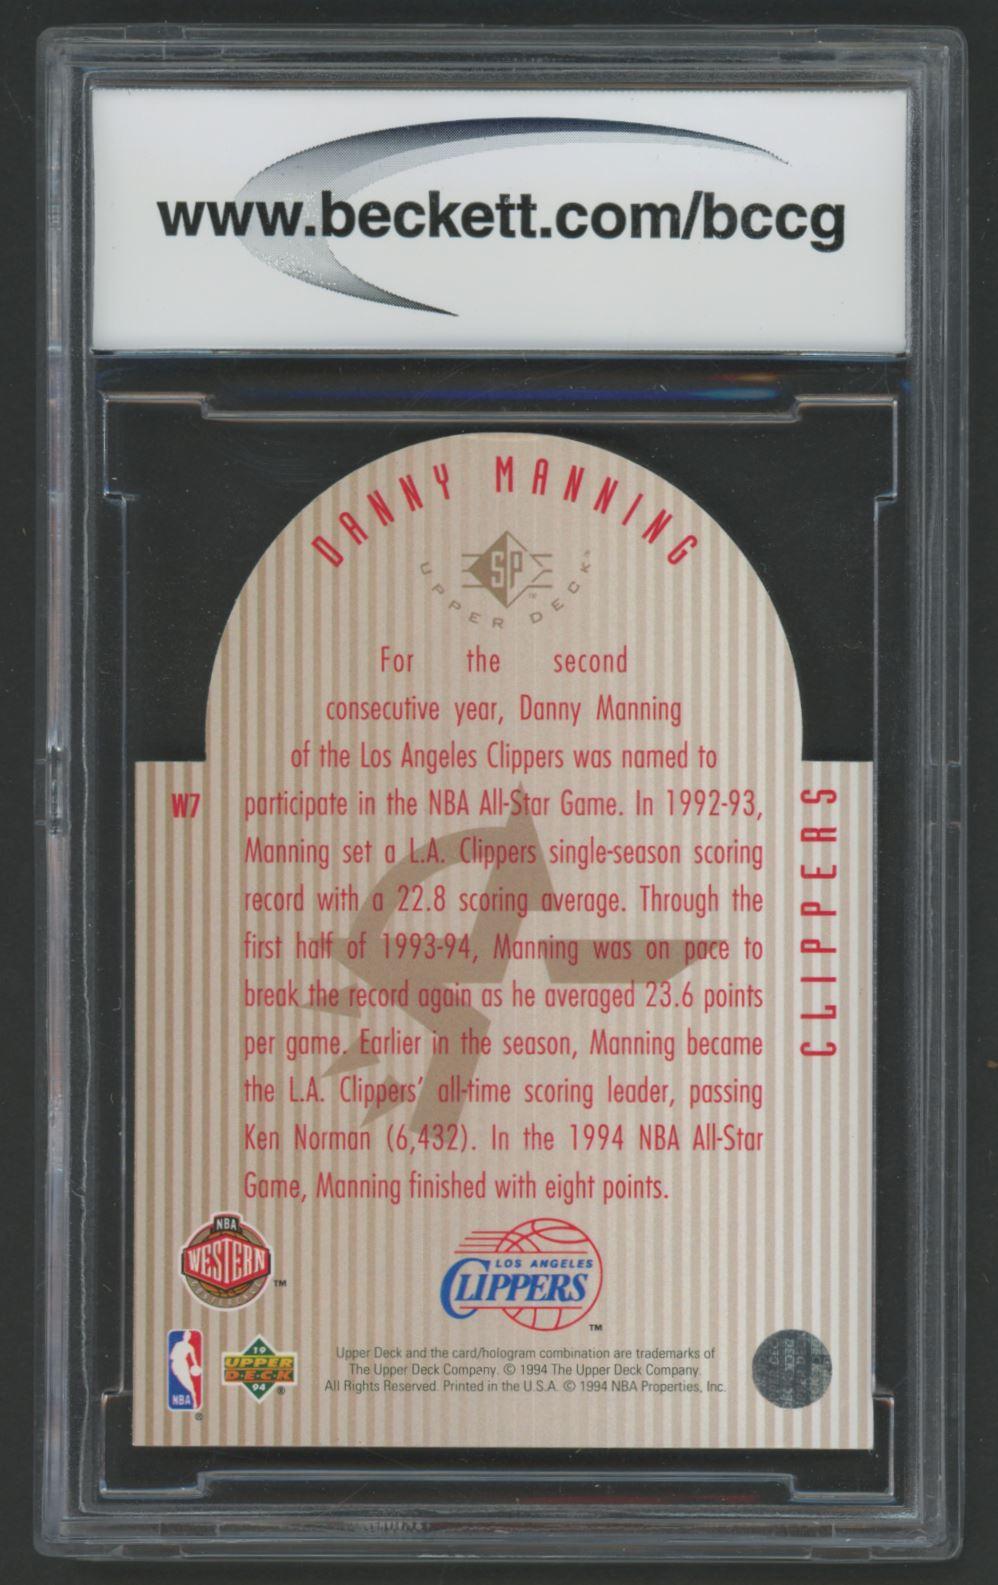 www.beckett.com/bccg
DANNY MANNING
SP
UPPER DECK
For the second
consecutive year, Danny Manning
of the Los Angeles Clippers was named to
W7
participate in the NBA All-Star Game. In 1992-93,
Manning set a L.A. Clippers single-season scoring
record with a 22.8 scoring average. Through the
first half of 1993-94, Manning was on pace to
break the record again as he averaged 23.6 points
per game. Earlier in the season, Manning became
the L.A. Clippers' all-time scoring leader, passing
Ken Norman (6,432). In the 1994 NBA All-Star
Game, Manning finished with eight points.
CLIPPERS
NBA
WESTERN
CONFERENCE
™
LOS ANGELES
CLIPPERS
™
NBA
®
19
UPPER
D·E·C·K
94
®
Upper Deck and the card/hologram combination are trademarks of
The Upper Deck Company. © 1994 The Upper Deck Company.
All Rights Reserved. Printed in the U.S.A. © 1994 NBA Properties, Inc.